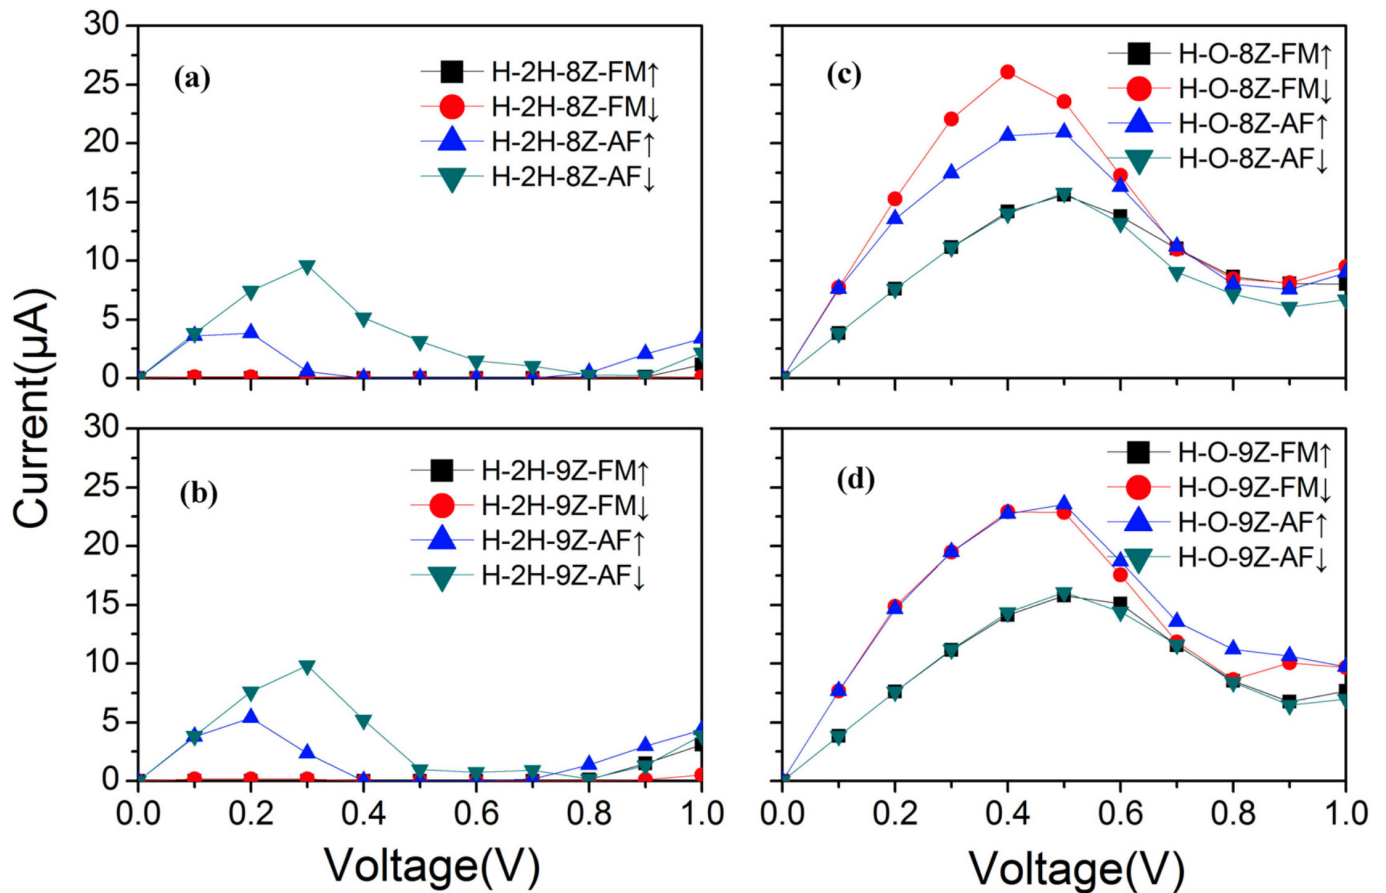 Current(µA)
30
25
20
15
10
5
0
(a)
H-2H-8Z-FM↑
H-2H-8Z-FM↓
H-2H-8Z-AF↑
H-2H-8Z-AF↓
(c)
H-O-8Z-FM↑
H-O-8Z-FM↓
H-O-8Z-AF↑
H-O-8Z-AF↓
30
25
20
15
10
5
0
(b)
H-2H-9Z-FM↑
H-2H-9Z-FM↓
H-2H-9Z-AF↑
H-2H-9Z-AF↓
0.0 0.2 0.4 0.6 0.8 1.0
Voltage(V)
(d)
H-O-9Z-FM↑
H-O-9Z-FM↓
H-O-9Z-AF↑
H-O-9Z-AF↓
0.0 0.2 0.4 0.6 0.8 1.0
Voltage(V)